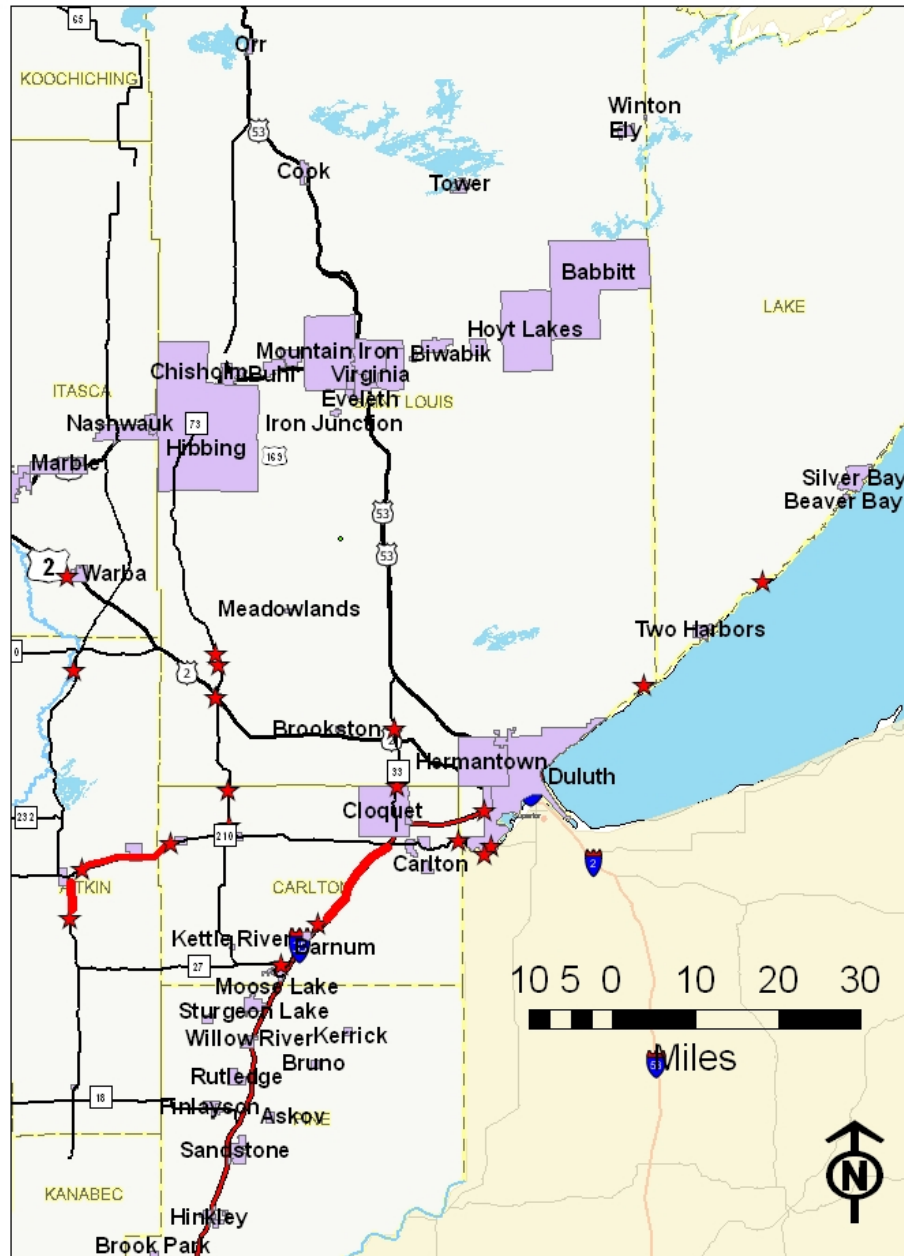 65
Orr
KOOCHICHING
53
Winton
Ely
Cook
Tower
Babbitt
LAKE
Hoyt Lakes
Mountain Iron
Biwabik
Chisholm
Buhl
Virginia
ITASCA
Eveleth
SAINT LOUIS
Nashwauk
73
Iron Junction
Hibbing
169
Marble
Silver Bay
Beaver Bay
53
53
2
Warba
Meadowlands
Two Harbors
2
Brookston
2
Hermantown
33
Duluth
Cloquet
Superior
232
210
Carlton
2
AITKIN
CARLTON
Kettle River
Barnum
27
10 5 0 10 20 30
Moose Lake
Sturgeon Lake
Willow River
Kerrick
Miles
53
Bruno
Rutledge
18
Finlayson
Askov
PINE
Sandstone
N
KANABEC
Hinkley
Brook Park